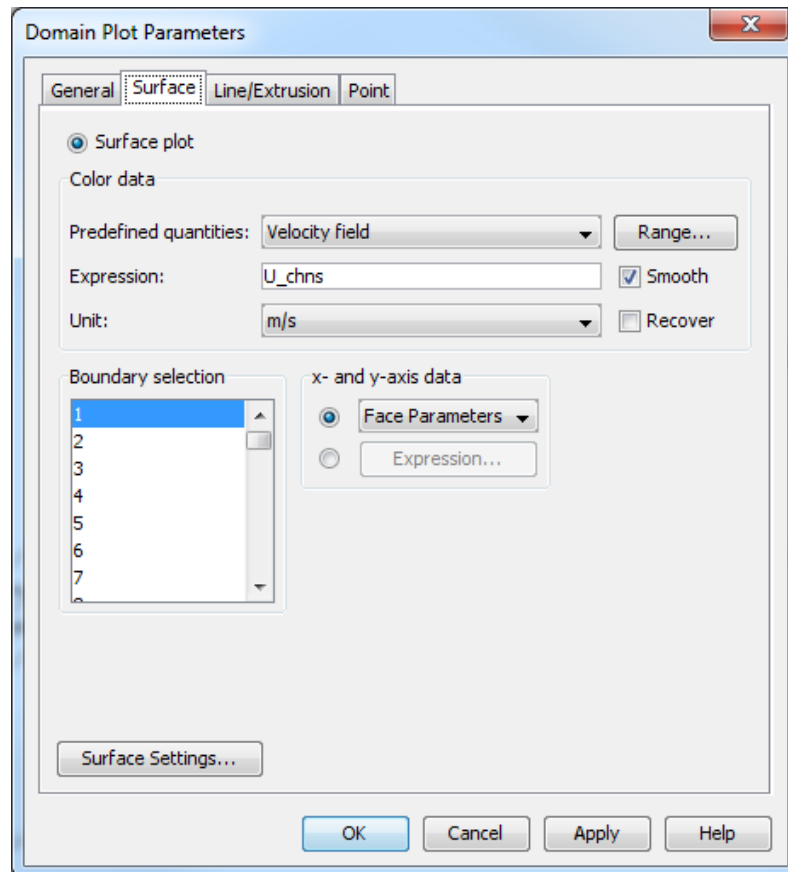 Domain Plot Parameters
General Surface Line/Extrusion Point
Surface plot
Color data
Predefined quantities: Velocity field Range...
Expression: U_chns Smooth
Unit: m/s Recover
Boundary selection x- and y-axis data
1
2
3
4
5
6
7
Face Parameters
Expression...
Surface Settings...
OK Cancel Apply Help